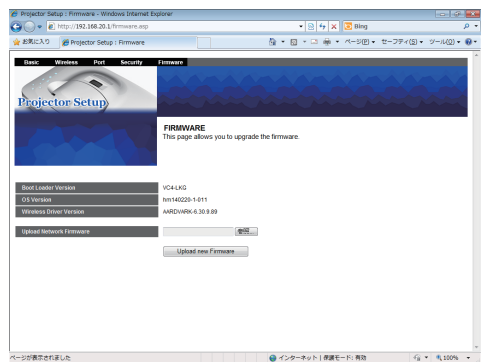 Projector Setup : Firmware - Windows Internet Explorer
http://192.168.20.1/firmware.asp
Bing
お気に入り
Projector Setup : Firmware
ページ(P) セーフティ(S) ツール(O)
Basic Wireless Port Security Firmware
Projector Setup
FIRMWARE
This page allows you to upgrade the firmware.
Boot Loader Version VC4-LKG
OS Version hm140220-1-011
Wireless Driver Version AARDVARK-6.30.9.89
Upload Network Firmware 参照...
Upload new Firmware
ページが表示されました インターネット | 保護モード: 有効 100%